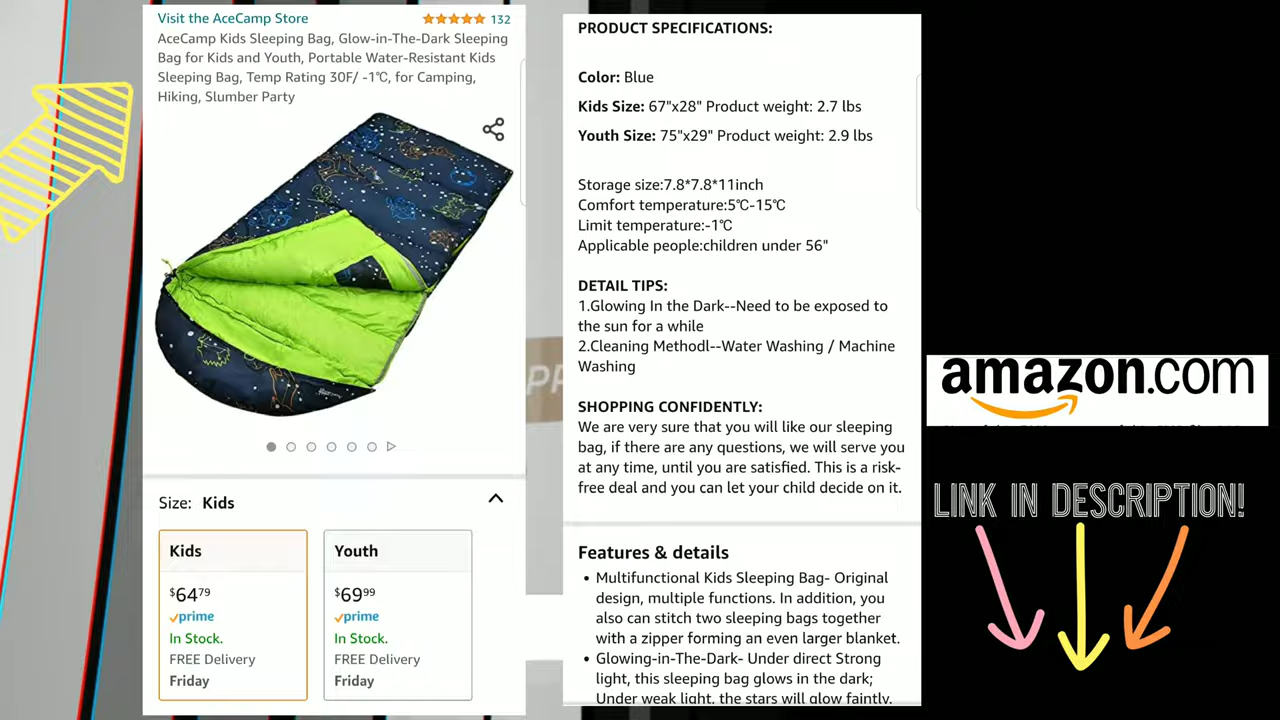 Visit the AceCamp Store
132
AceCamp Kids Sleeping Bag, Glow-in-The-Dark Sleeping
Bag for Kids and Youth, Portable Water-Resistant Kids
Sleeping Bag, Temp Rating 30F/ -1℃, for Camping,
Hiking, Slumber Party
Size: Kids
Kids
$64 79
prime
In Stock.
FREE Delivery
Friday
Youth
$69 99
prime
In Stock.
FREE Delivery
Friday
PRODUCT SPECIFICATIONS:
Color: Blue
Kids Size: 67"x28" Product weight: 2.7 lbs
Youth Size: 75"x29" Product weight: 2.9 lbs
Storage size:7.8*7.8*11inch
Comfort temperature:5℃-15℃
Limit temperature:-1℃
Applicable people:children under 56"
DETAIL TIPS:
1.Glowing In the Dark--Need to be exposed to
the sun for a while
2.Cleaning Methodl--Water Washing / Machine
Washing
SHOPPING CONFIDENTLY:
We are very sure that you will like our sleeping
bag, if there are any questions, we will serve you
at any time, until you are satisfied. This is a risk-
free deal and you can let your child decide on it.
Features & details
• Multifunctional Kids Sleeping Bag- Original
design, multiple functions. In addition, you
also can stitch two sleeping bags together
with a zipper forming an even larger blanket.
• Glowing-in-The-Dark- Under direct Strong
light, this sleeping bag glows in the dark;
Under weak light, the stars will glow faintly.
amazon.com
LINK IN DESCRIPTION!